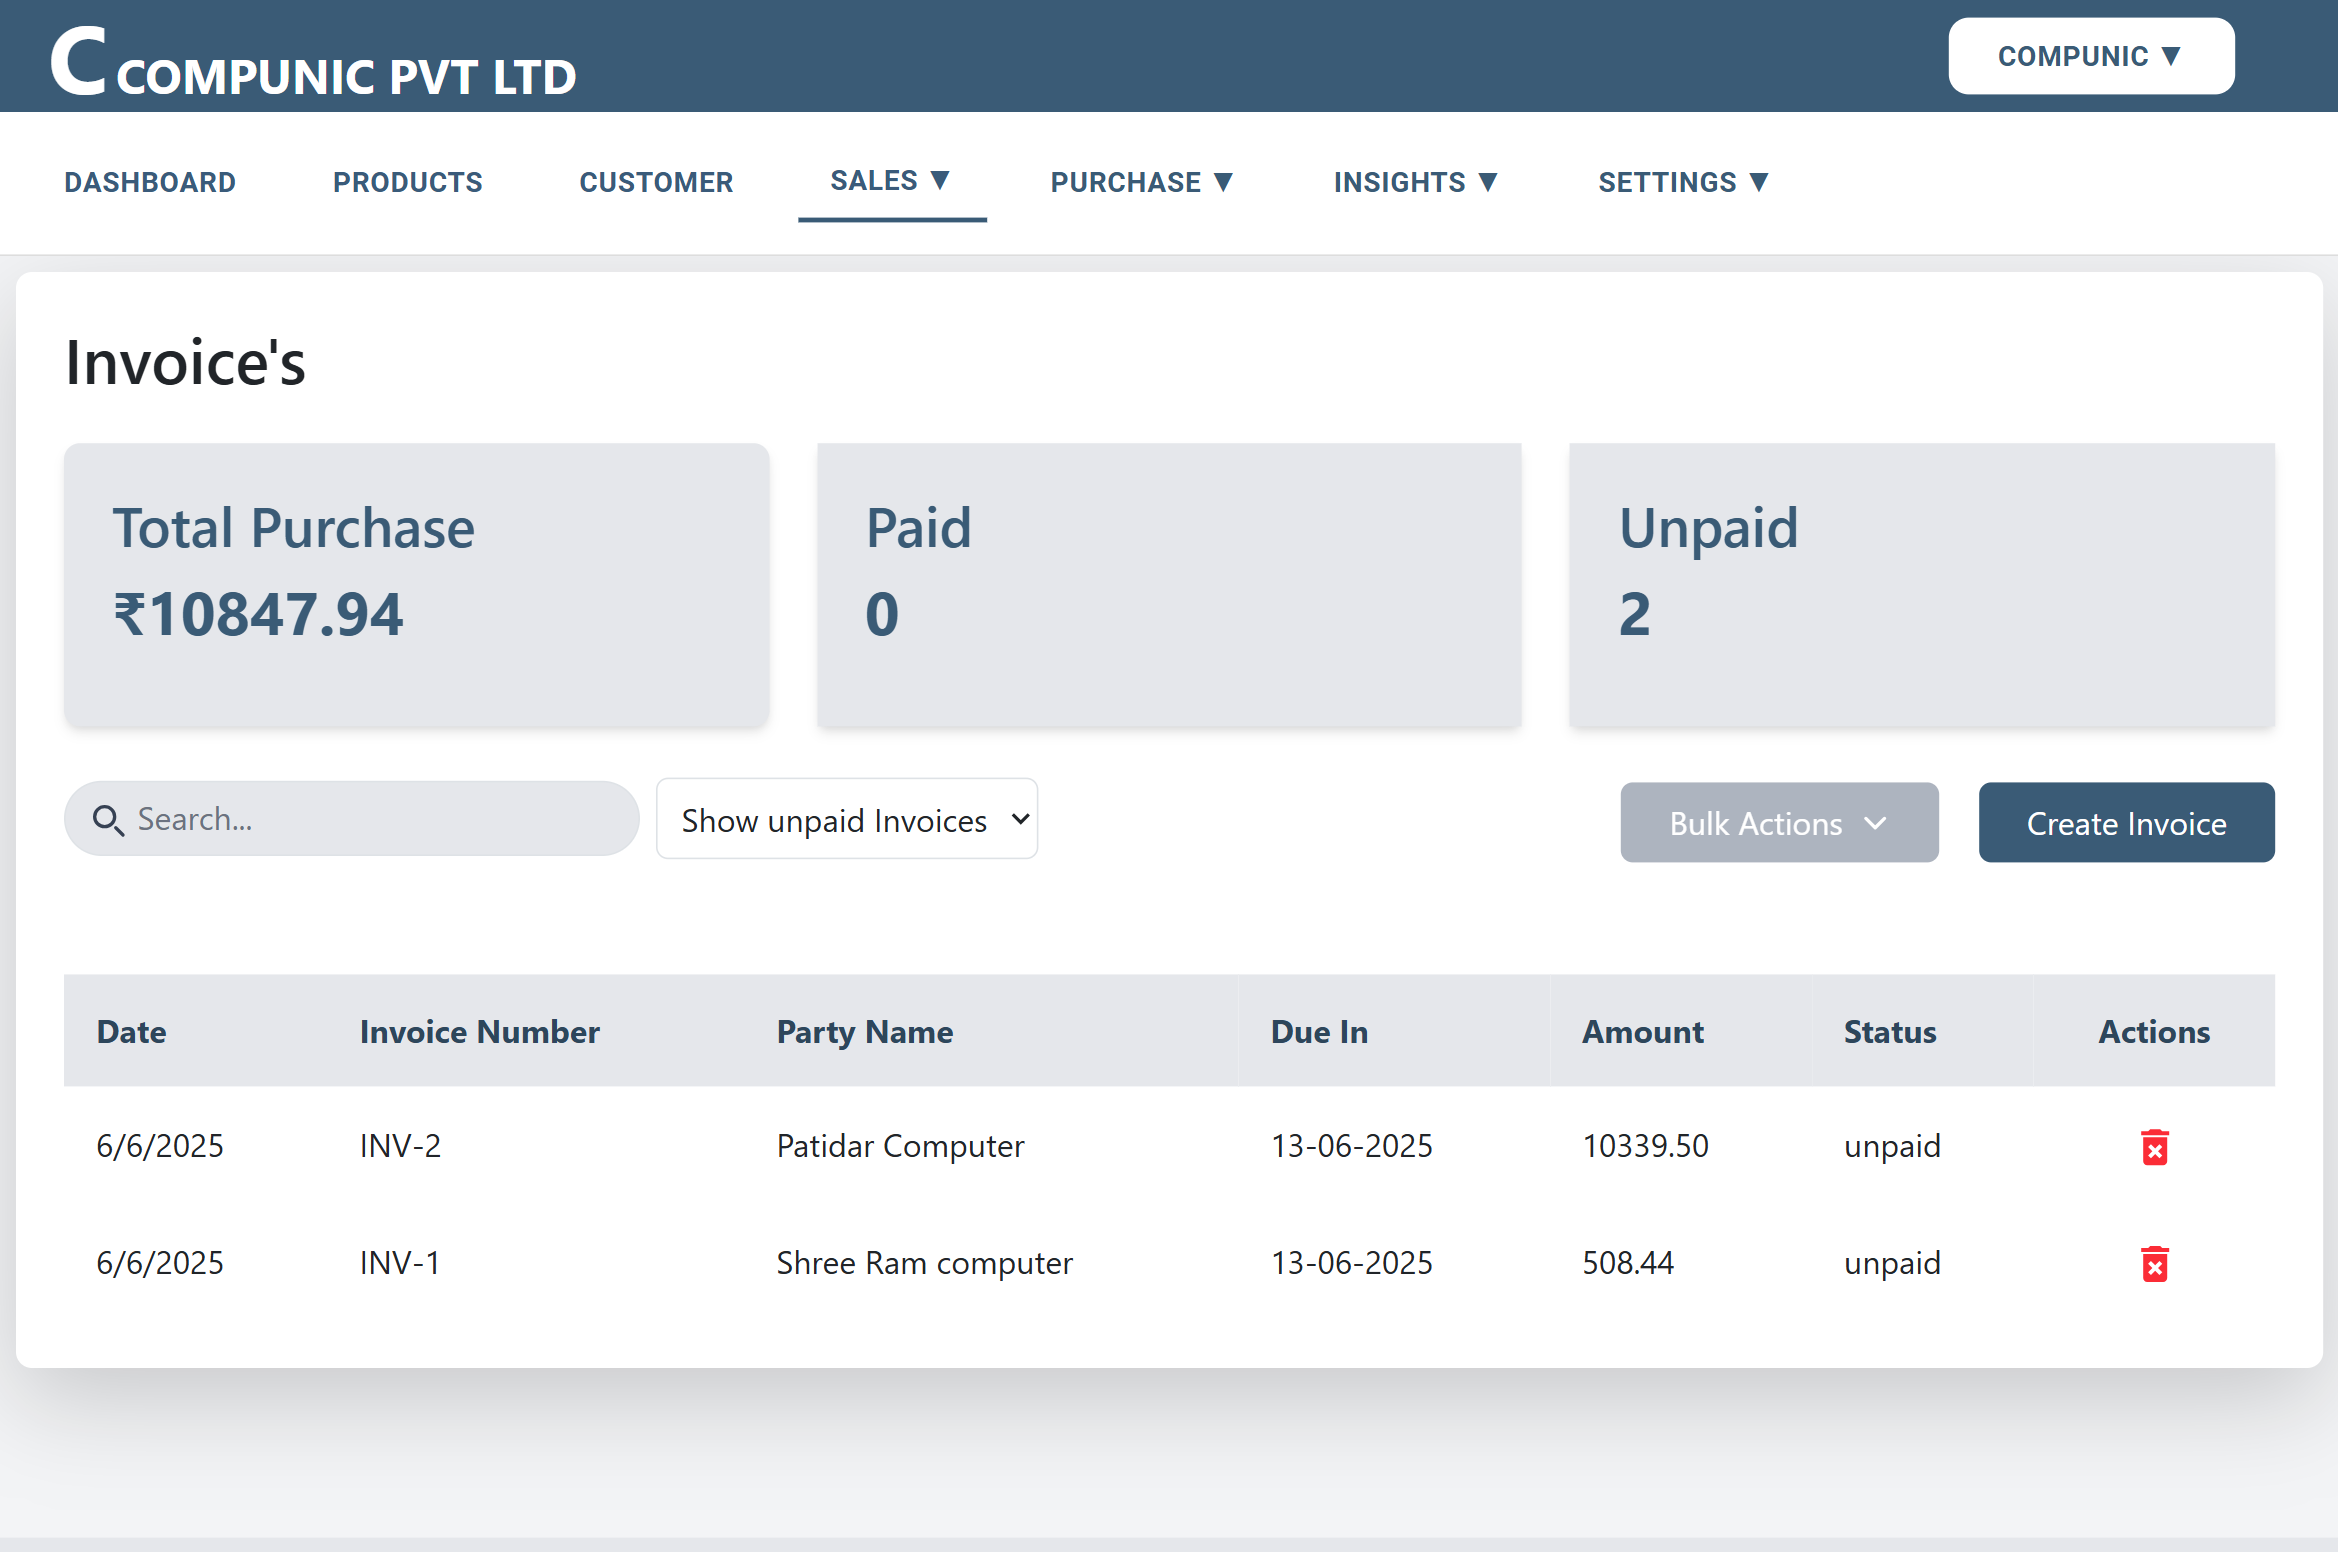 C COMPUNIC PVT LTD
COMPUNIC ▼
DASHBOARD PRODUCTS CUSTOMER SALES ▼ PURCHASE ▼ INSIGHTS ▼ SETTINGS ▼
Invoice's
Total Purchase
₹10847.94
Paid
0
Unpaid
2
Search...
Show unpaid Invoices
Bulk Actions
Create Invoice
Date Invoice Number Party Name Due In Amount Status Actions
6/6/2025 INV-2 Patidar Computer 13-06-2025 10339.50 unpaid
6/6/2025 INV-1 Shree Ram computer 13-06-2025 508.44 unpaid